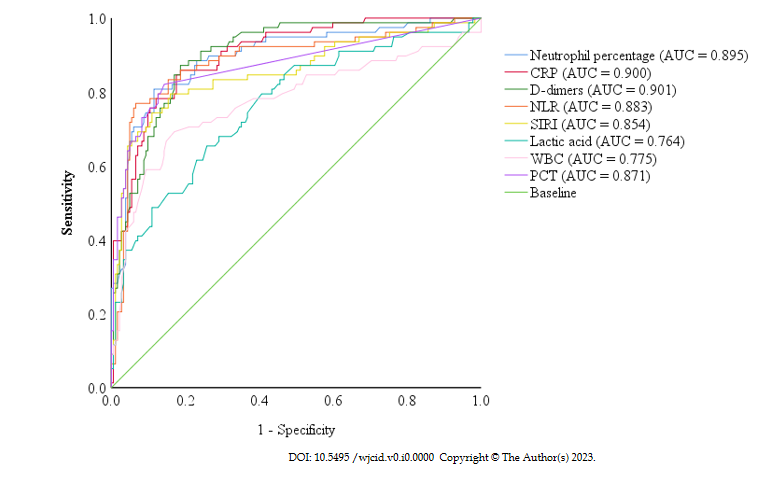 1.0
0.8
0.6
0.4
0.2
0.0
Sensitivity
0.0 0.2 0.4 0.6 0.8 1.0
1 - Specificity
Neutrophil percentage (AUC = 0.895)
CRP (AUC = 0.900)
D-dimers (AUC = 0.901)
NLR (AUC = 0.883)
SIRI (AUC = 0.854)
Lactic acid (AUC = 0.764)
WBC (AUC = 0.775)
PCT (AUC = 0.871)
Baseline
DOI: 10.5495 /wjcid.v0.i0.0000 Copyright © The Author(s) 2023.